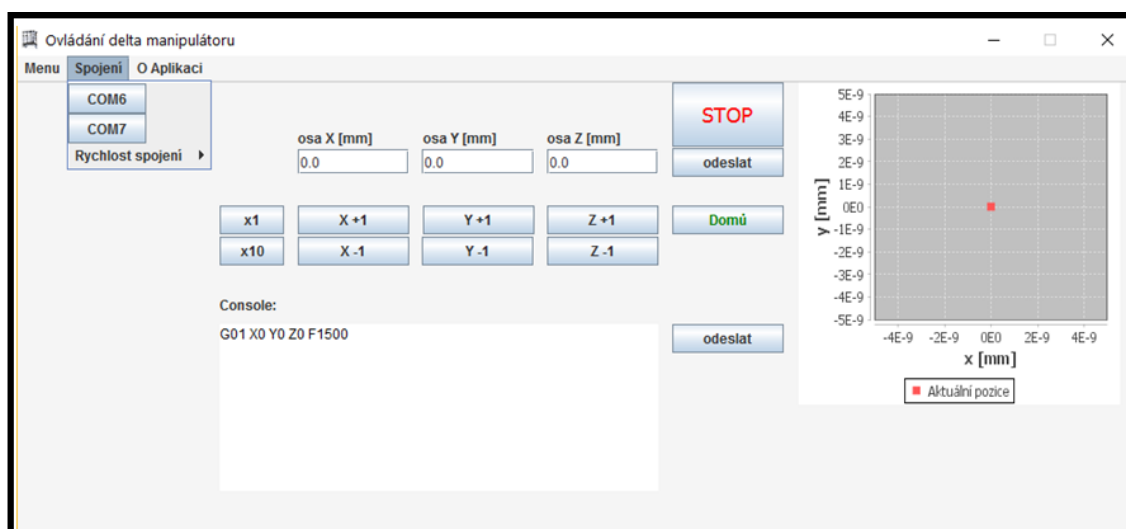 Ovládání delta manipulátoru
Menu Spojení O Aplikaci
COM6
COM7
Rychlost spojení
osa X [mm] osa Y [mm] osa Z [mm]
0.0 0.0 0.0
STOP
odeslat
x1 X +1 Y +1 Z +1 Domů
x10 X -1 Y -1 Z -1
Console:
G01 X0 Y0 Z0 F1500
odeslat
5E-9
4E-9
3E-9
2E-9
1E-9
0E0
-1E-9
-2E-9
-3E-9
-4E-9
-5E-9
y [mm]
-4E-9 -2E-9 0E0 2E-9 4E-9
x [mm]
Aktuální pozice